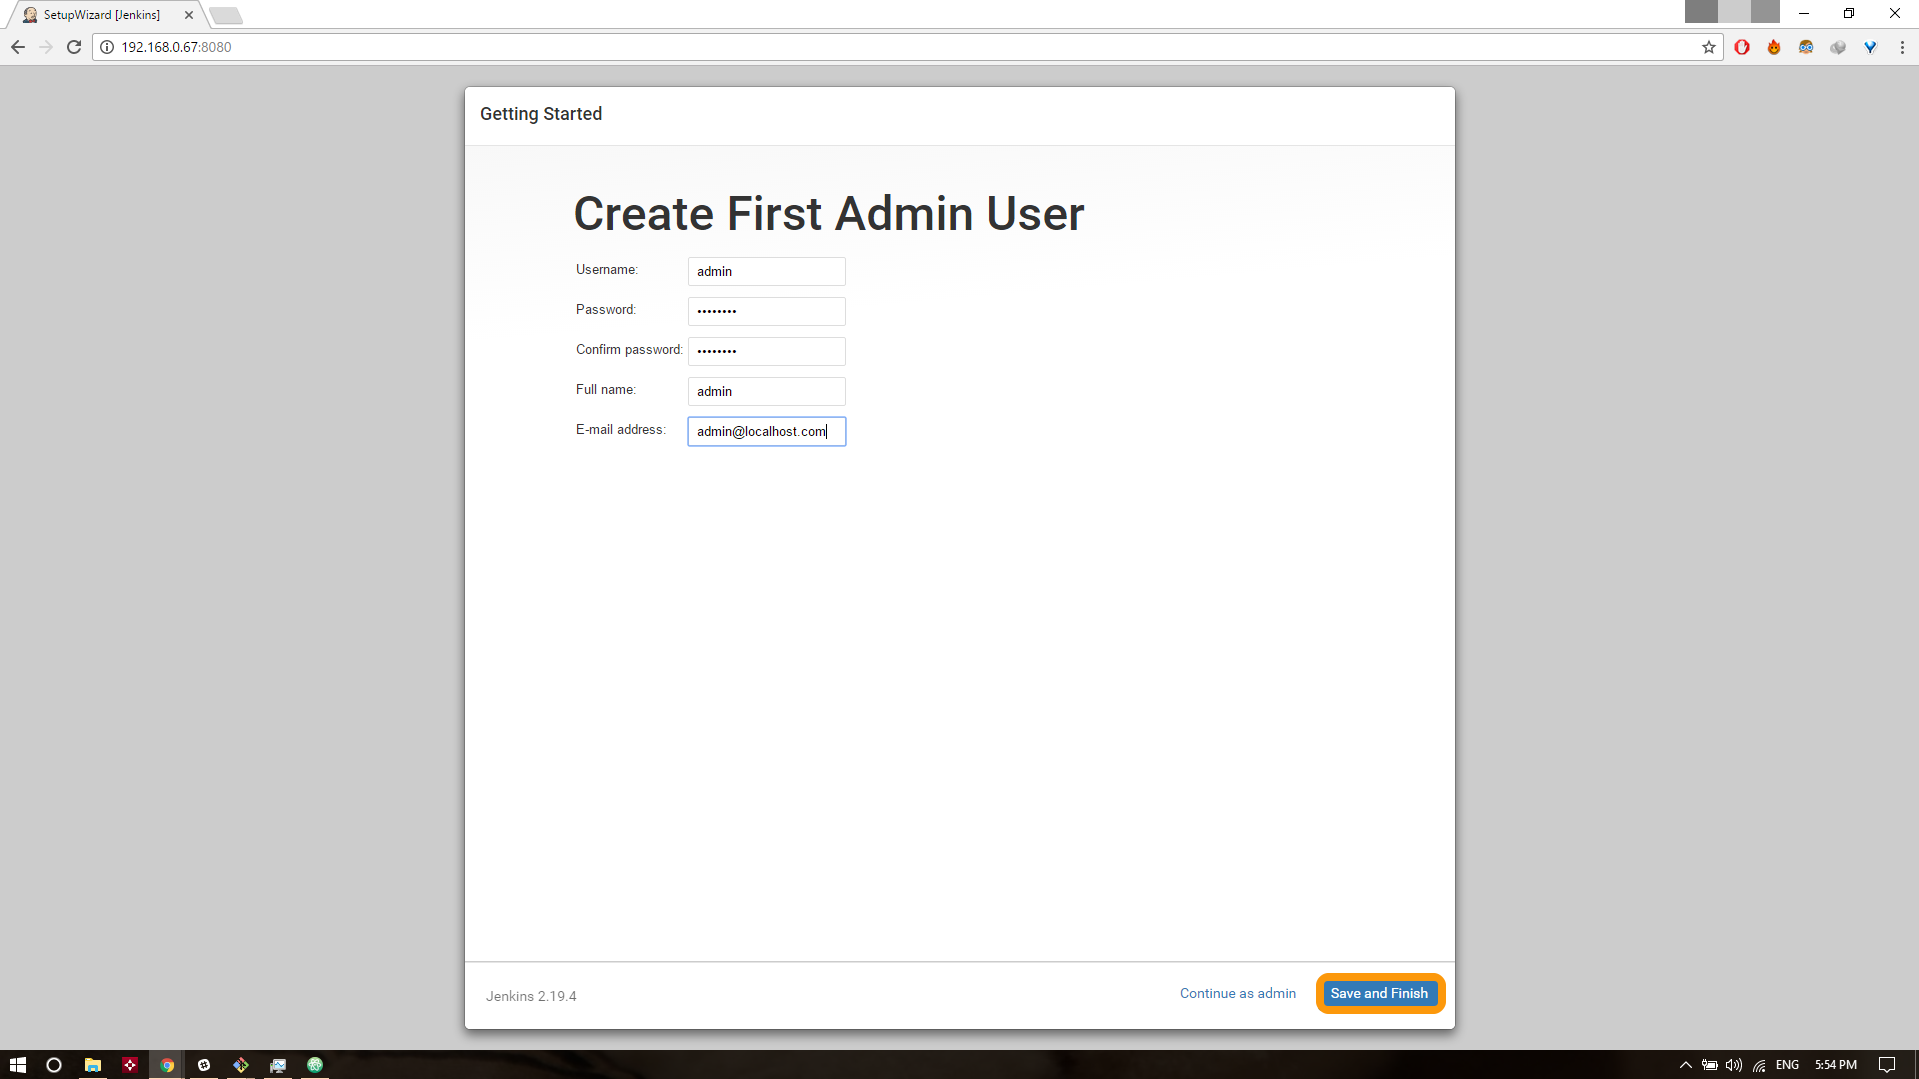 SetupWizard [Jenkins]
192.168.0.67:8080
Getting Started
Create First Admin User
Username: admin
Password: ••••••••
Confirm password: ••••••••
Full name: admin
E-mail address: admin@localhost.com
Jenkins 2.19.4
Continue as admin
Save and Finish
ENG
5:54 PM